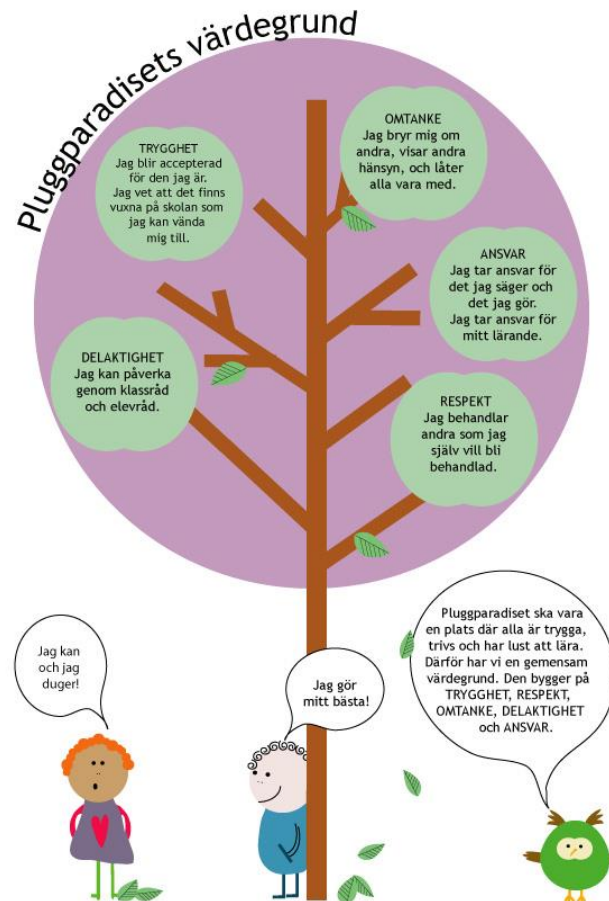 Pluggparadisets värdegrund
OMTANKE
Jag bryr mig om
andra, visar andra
hänsyn, och låter
alla vara med.
TRYGGHET
Jag blir accepterad
för den jag är.
Jag vet att det finns
vuxna på skolan som
jag kan vända
mig till.
ANSVAR
Jag tar ansvar för
det jag säger och
det jag gör.
Jag tar ansvar för
mitt lärande.
DELAKTIGHET
Jag kan påverka
genom klassråd
och elevråd.
RESPEKT
Jag behandlar
andra som jag
själv vill bli
behandlad.
Jag kan
och jag
duger!
Jag gör
mitt bästa!
Pluggparadiset ska vara
en plats där alla är trygga,
trivs och har lust att lära.
Därför har vi en gemensam
värdegrund. Den bygger på
TRYGGHET, RESPEKT,
OMTANKE, DELAKTIGHET
och ANSVAR.